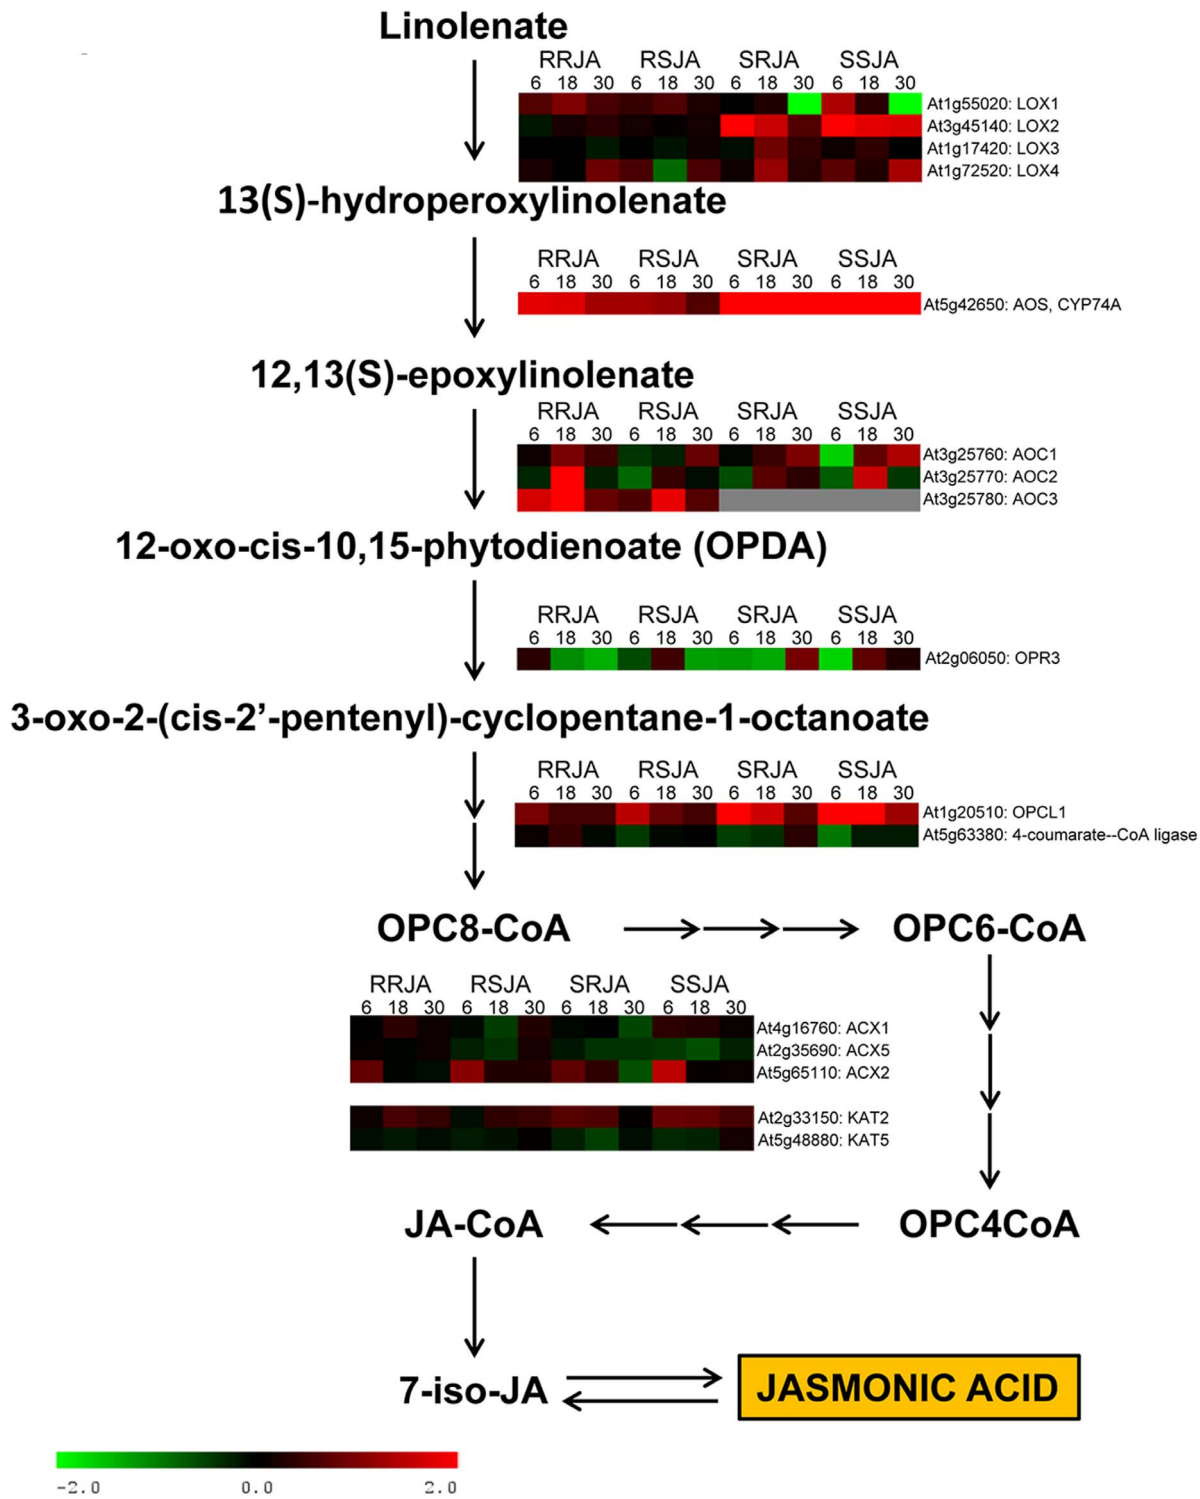 Linolenate
RRJA RSJA SRJA SSJA
6 18 30 6 18 30 6 18 30 6 18 30
At1g55020: LOX1
At3g45140: LOX2
At1g17420: LOX3
At1g72520: LOX4
13(S)-hydroperoxylinolenate
RRJA RSJA SRJA SSJA
6 18 30 6 18 30 6 18 30 6 18 30
At5g42650: AOS, CYP74A
12,13(S)-epoxylinolenate
RRJA RSJA SRJA SSJA
6 18 30 6 18 30 6 18 30 6 18 30
At3g25760: AOC1
At3g25770: AOC2
At3g25780: AOC3
12-oxo-cis-10,15-phytodienoate (OPDA)
RRJA RSJA SRJA SSJA
6 18 30 6 18 30 6 18 30 6 18 30
At2g06050: OPR3
3-oxo-2-(cis-2’-pentenyl)-cyclopentane-1-octanoate
RRJA RSJA SRJA SSJA
6 18 30 6 18 30 6 18 30 6 18 30
At1g20510: OPCL1
At5g63380: 4-coumarate--CoA ligase
OPC8-CoA OPC6-CoA
RRJA RSJA SRJA SSJA
6 18 30 6 18 30 6 18 30 6 18 30
At4g16760: ACX1
At2g35690: ACX5
At5g65110: ACX2
At2g33150: KAT2
At5g48880: KAT5
JA-CoA OPC4CoA
7-iso-JA JASMONIC ACID
-2.0 0.0 2.0